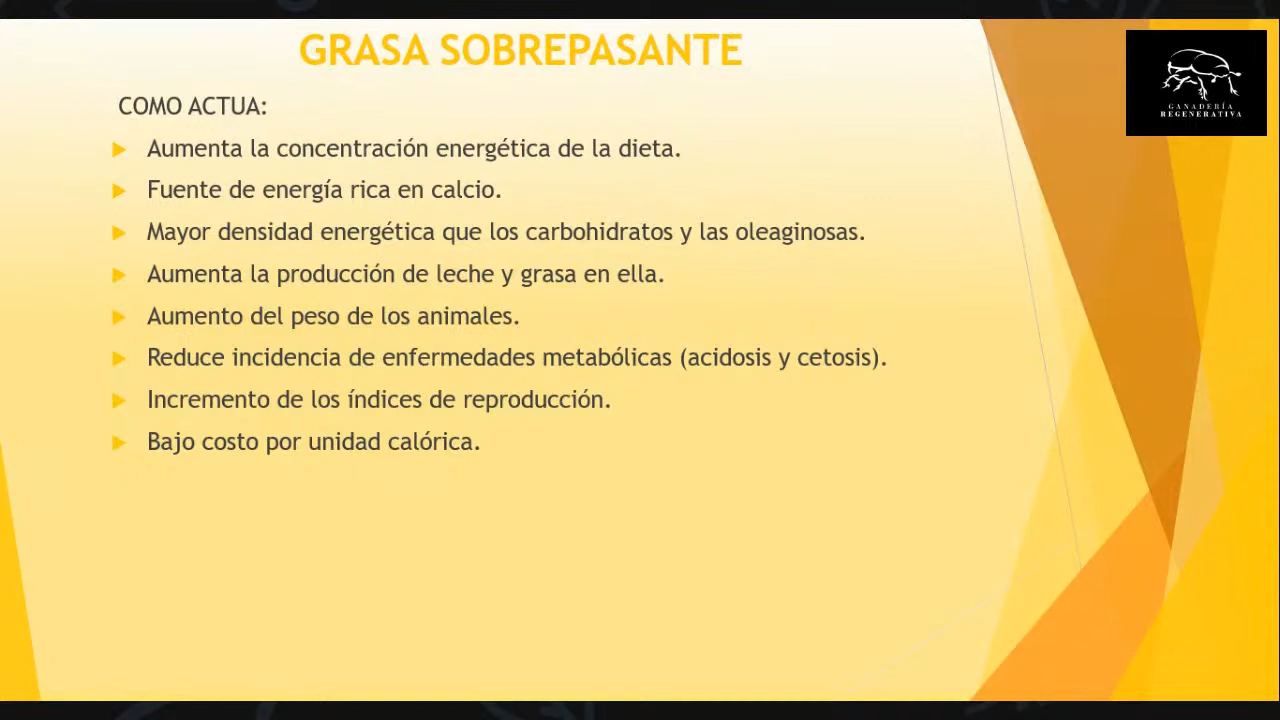 GRASA SOBREPASANTE
GANADERÍA
REGENERATIVA
COMO ACTUA:
Aumenta la concentración energética de la dieta.
Fuente de energía rica en calcio.
Mayor densidad energética que los carbohidratos y las oleaginosas.
Aumenta la producción de leche y grasa en ella.
Aumento del peso de los animales.
Reduce incidencia de enfermedades metabólicas (acidosis y cetosis).
Incremento de los índices de reproducción.
Bajo costo por unidad calórica.